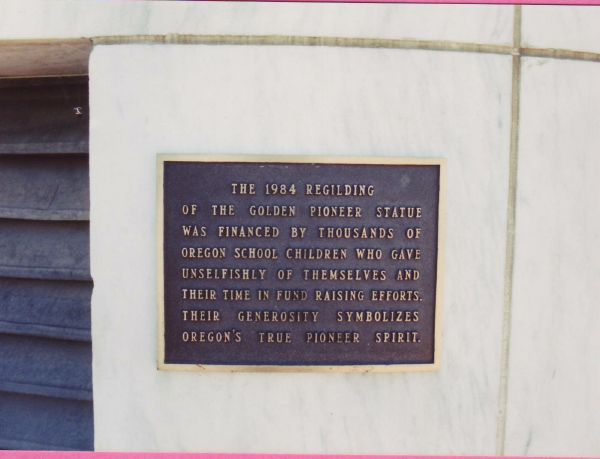 THE 1984 REGILDING
OF THE GOLDEN PIONEER STATUE
WAS FINANCED BY THOUSANDS OF
OREGON SCHOOL CHILDREN WHO GAVE
UNSELFISHLY OF THEMSELVES AND
THEIR TIME IN FUND RAISING EFFORTS.
THEIR GENEROSITY SYMBOLIZES
OREGON'S TRUE PIONEER SPIRIT.